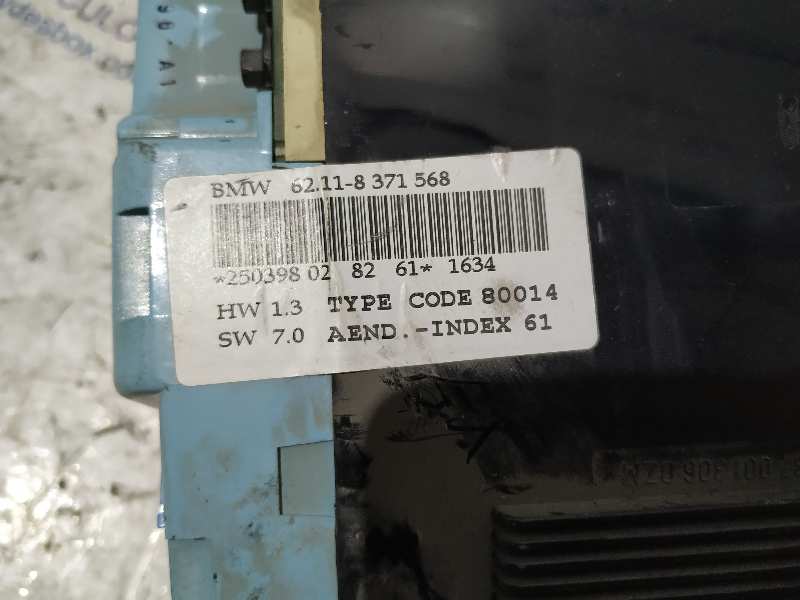 BMW 62.11-8 371 568
*250398 02 82 61* 1634
HW 1.3 TYPE CODE 80014
SW 7.0 AEND.-INDEX 61